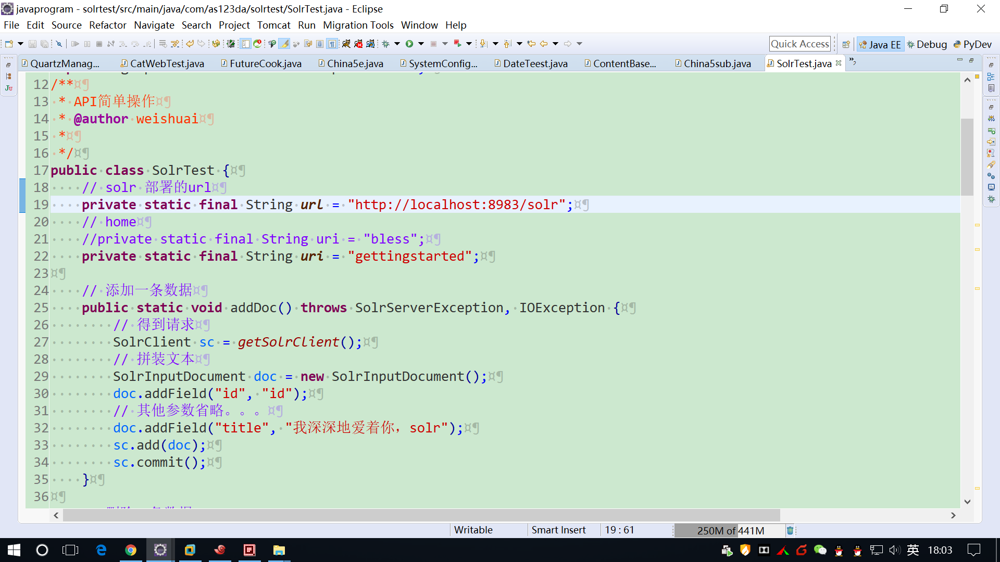 javaprogram - solrtest/src/main/java/com/as123da/solrtest/SolrTest.java - Eclipse
File Edit Source Refactor Navigate Search Project Tomcat Run Migration Tools Window Help
Quick Access Java EE Debug PyDev
QuartzManag... CatWebTest.java FutureCook.java China5e.java SystemConfig... DateTeest.java ContentBase... China5sub.java SolrTest.java
12 /**¤¶
13 * API简单操作¤¶
14 * @author weishuai¤¶
15 *¤¶
16 */¤¶
17 public class SolrTest {¤¶
18 // solr 部署的url¤¶
19 private static final String url = "http://localhost:8983/solr";¤¶
20 // home¤¶
21 //private static final String uri = "bless";¤¶
22 private static final String uri = "gettingstarted";¤¶
23 ¤¶
24 // 添加一条数据¤¶
25 public static void addDoc() throws SolrServerException, IOException {¤¶
26 // 得到请求¤¶
27 SolrClient sc = getSolrClient();¤¶
28 // 拼装文本¤¶
29 SolrInputDocument doc = new SolrInputDocument();¤¶
30 doc.addField("id", "id");¤¶
31 // 其他参数省略。。。¤¶
32 doc.addField("title", "我深深地爱着你，solr");¤¶
33 sc.add(doc);¤¶
34 sc.commit();¤¶
35 }¤¶
36 ¤¶
Writable Smart Insert 19 : 61 250M of 441M
英 18:03